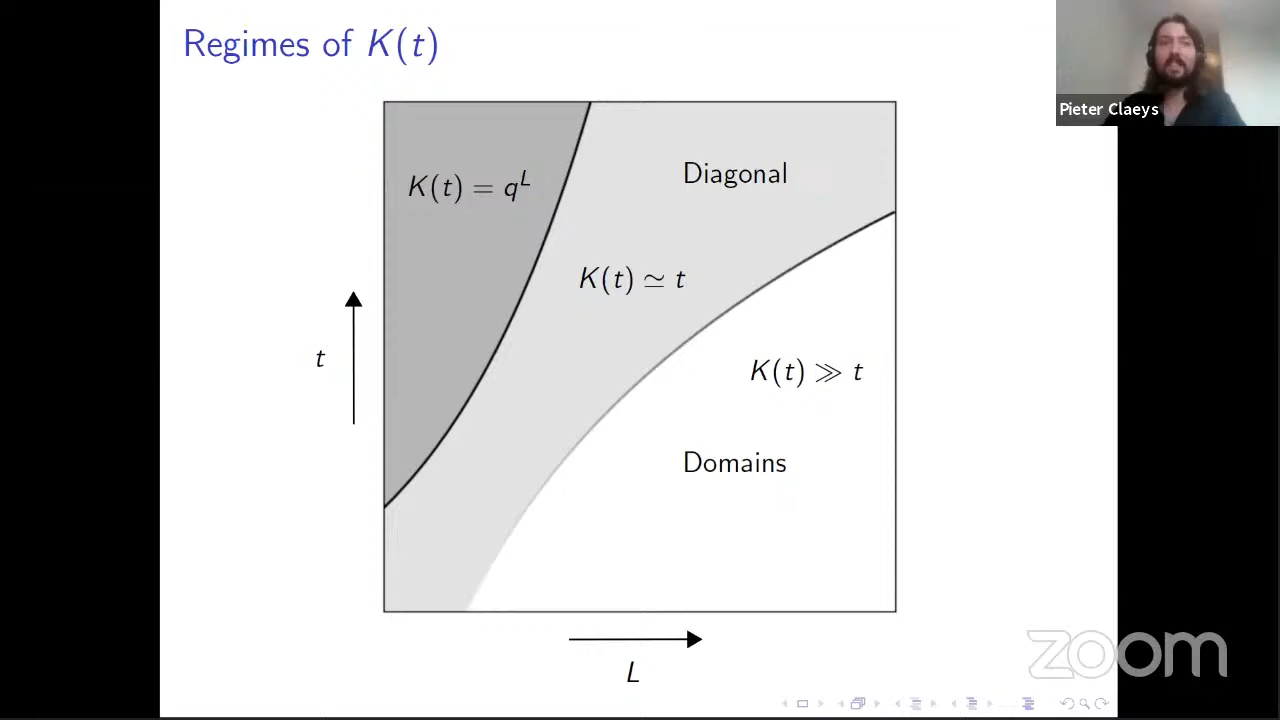 Regimes of K(t)
Pieter Claeys
K(t) = q^L
Diagonal
K(t) ≃ t
t
K(t) ≫ t
Domains
L
zoom